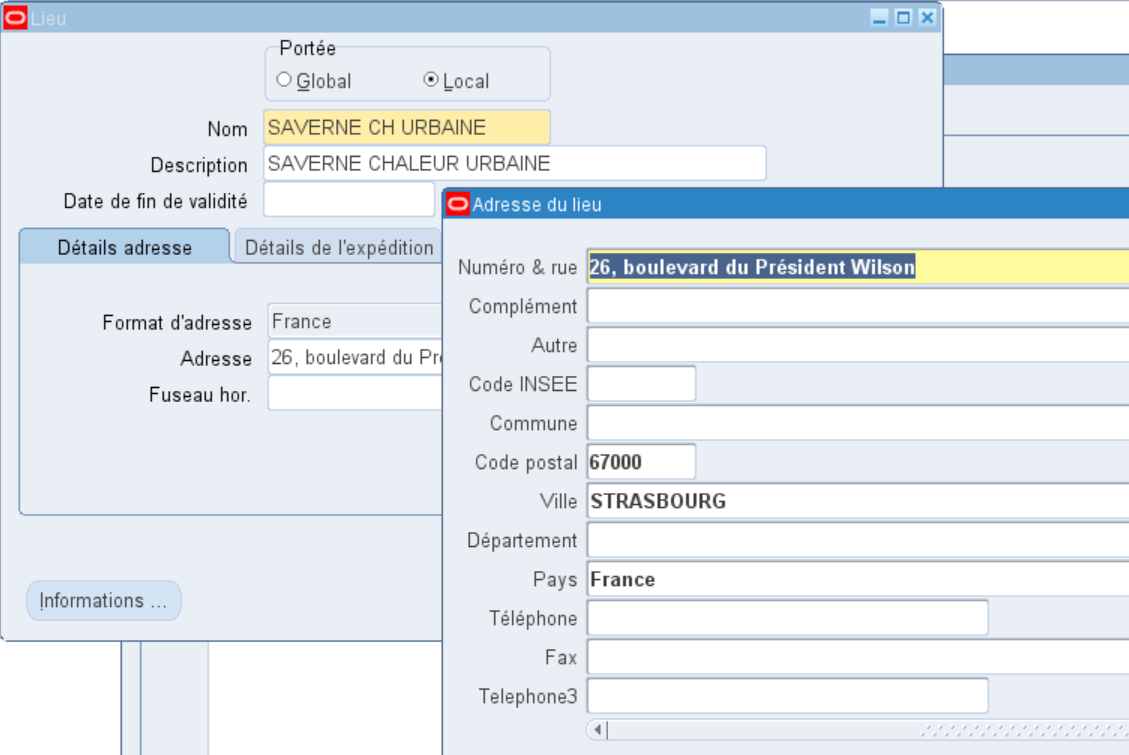 Lieu
Portée
Global
Local
Nom SAVERNE CH URBAINE
Description SAVERNE CHALEUR URBAINE
Date de fin de validité
Détails adresse
Détails de l'expédition
Format d'adresse France
Adresse 26, boulevard du Pré
Fuseau hor.
Informations ...
Adresse du lieu
Numéro & rue 26, boulevard du Président Wilson
Complément
Autre
Code INSEE
Commune
Code postal 67000
Ville STRASBOURG
Département
Pays France
Téléphone
Fax
Telephone3